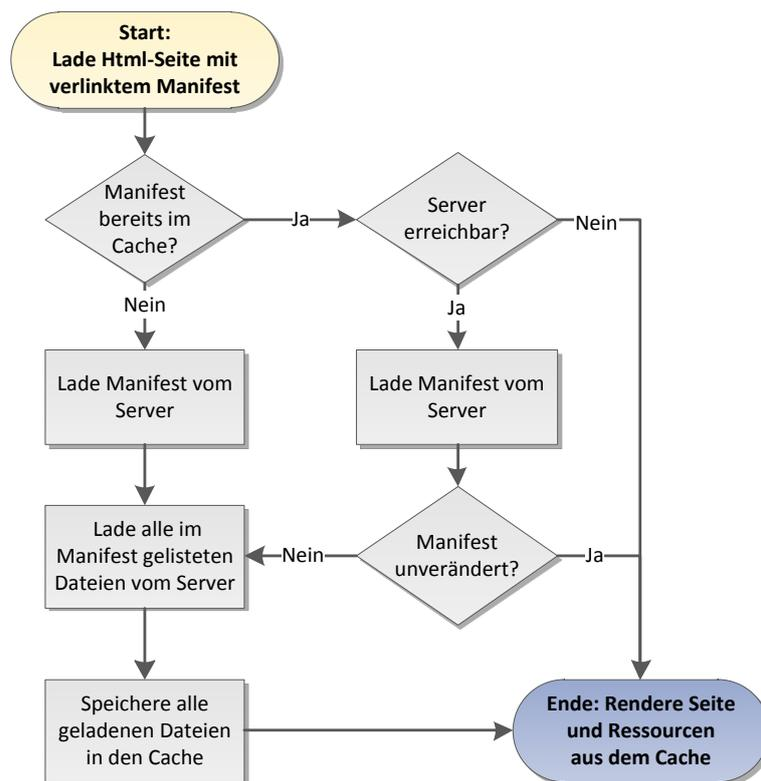 Start:
Lade Html-Seite mit
verlinktem Manifest
Manifest
bereits im
Cache?
Ja
Server
erreichbar?
Nein
Nein
Ja
Lade Manifest vom
Server
Lade Manifest vom
Server
Lade alle im
Manifest gelisteten
Dateien vom Server
Nein
Manifest
unverändert?
Ja
Speichere alle
geladenen Dateien
in den Cache
Ende: Rendere Seite
und Ressourcen
aus dem Cache